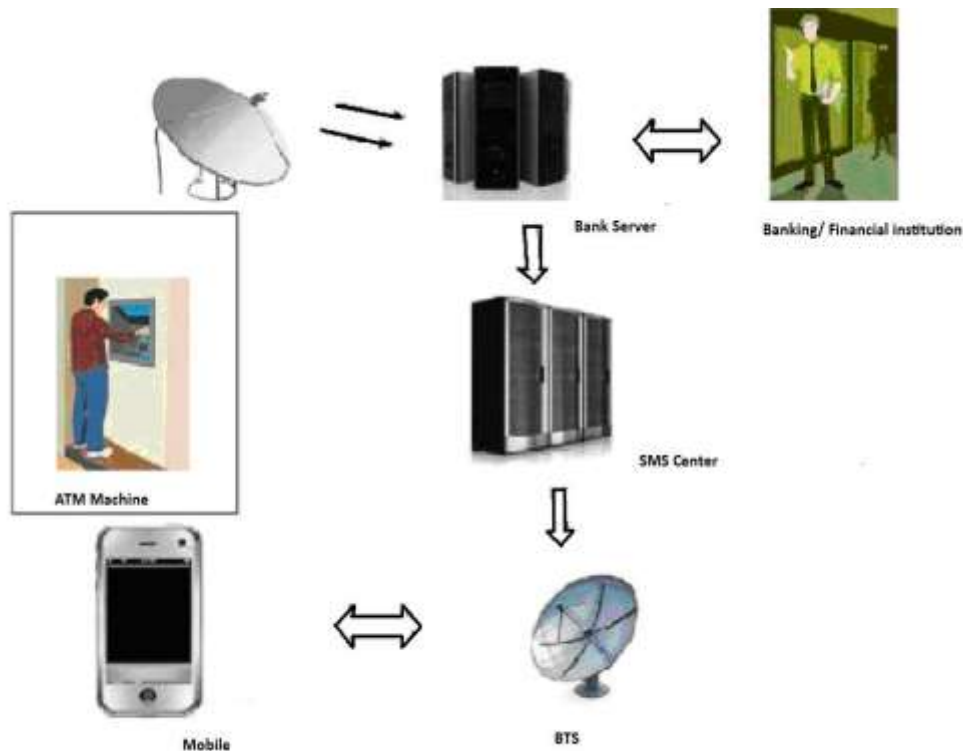 Bank Server
Banking/ Financial institution
SMS Center
ATM Machine
Mobile
BTS